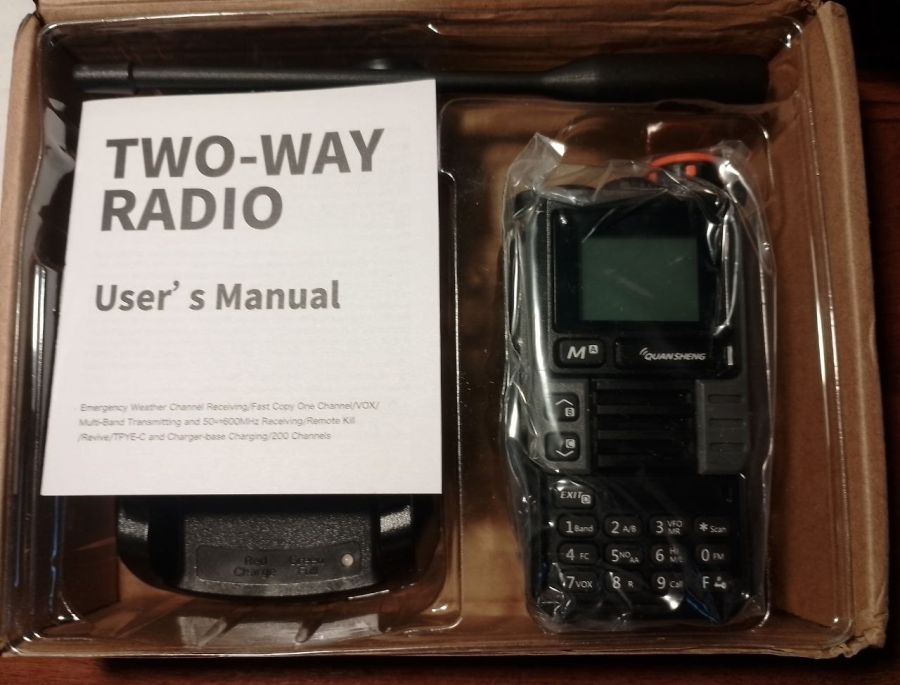 TWO-WAY
RADIO
User's Manual
Emergency Weather Channel Receiving/Fast Copy One Channel/VOX/
Multi-Band Transmitting and 50↔600MHz Receiving/Remote Kill
/Revive/TPYE-C and Charger-base Charging/200 Channels
Red Green
Charge Full
M A
QUANSHENG
B
C
EXIT D
1 Band 2 A/B 3 VFO MR * Scan
4 FC 5 NOAA 6 H/M/L 0 FM
7 VOX 8 R 9 Call F